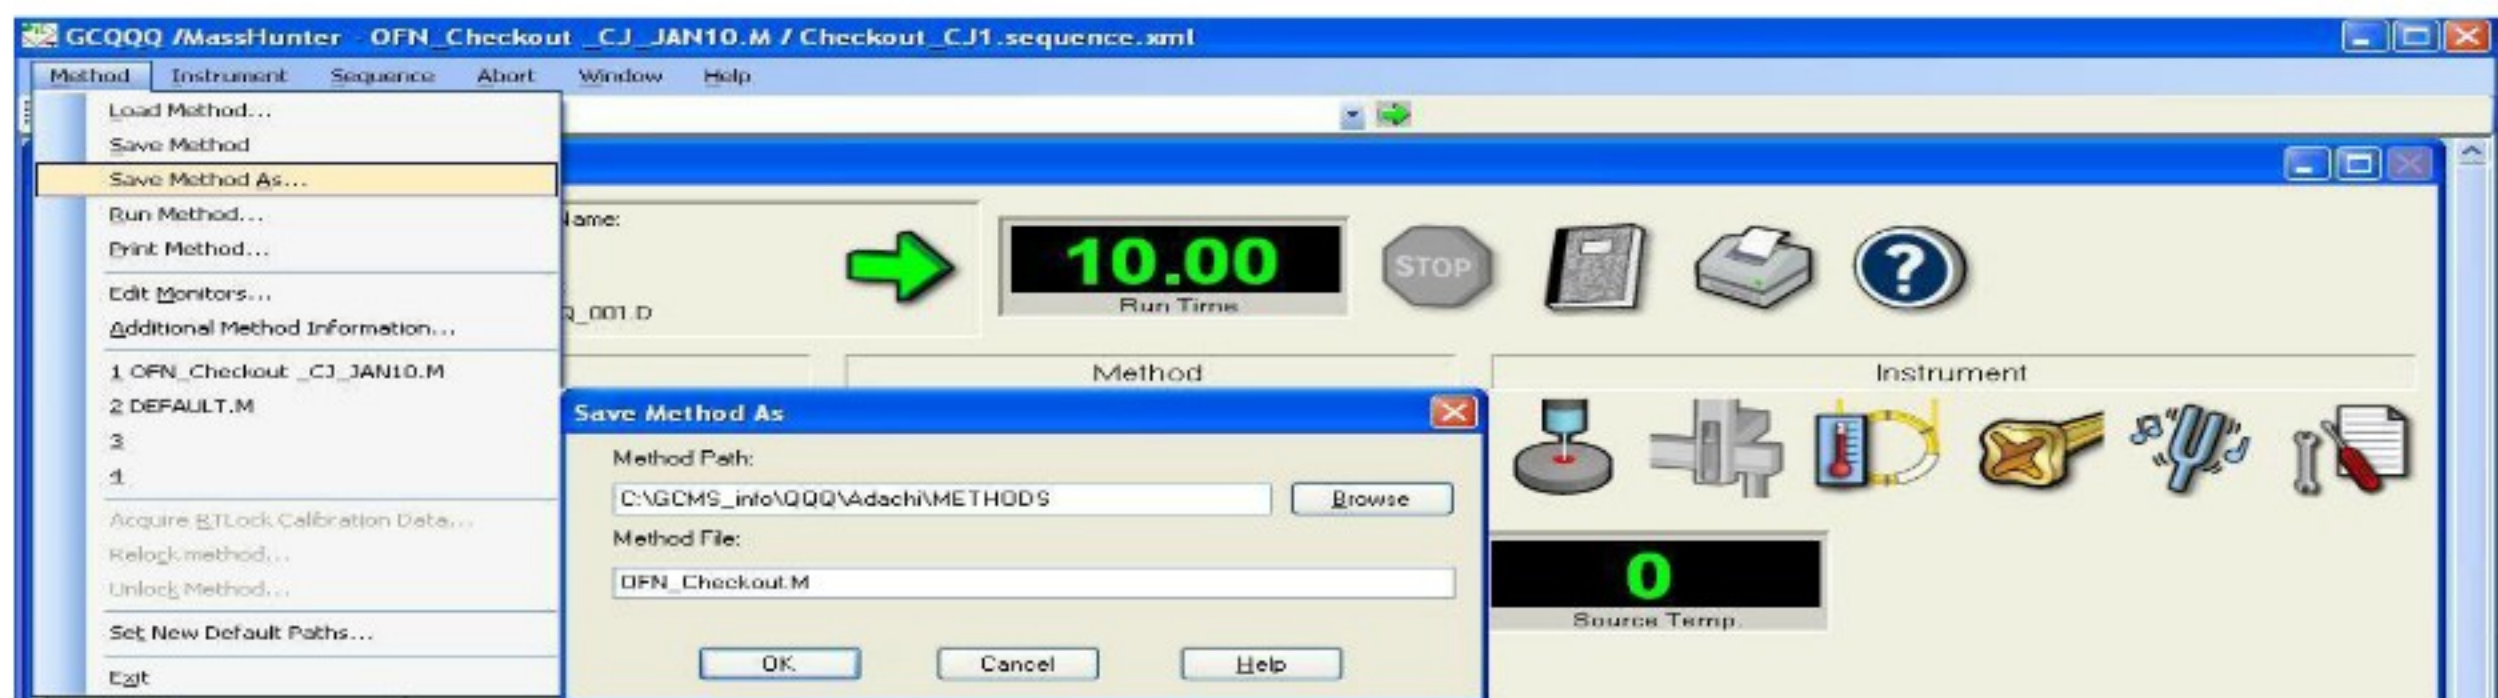 GCQQQ /MassHunter - OFN_Checkout _CJ_JAN10.M / Checkout_CJ1.sequence.xml
Method Instrument Sequence Abort Window Help
Load Method...
Save Method
Save Method As...
Run Method...
Print Method...
Edit Monitors...
Additional Method Information...
1 OFN_Checkout _CJ_JAN10.M
2 DEFAULT.M
3
4
Acquire RTLock Calibration Data...
Relock method...
Unlock Method...
Set New Default Paths...
Exit
Name:
Q_001.D
10.00
Run Time
STOP
?
Method
Instrument
Save Method As
Method Path:
C:\GCMS_info\QQQ\Adachi\METHODS
Browse
Method File:
OFN_Checkout.M
OK Cancel Help
0
Source Temp.